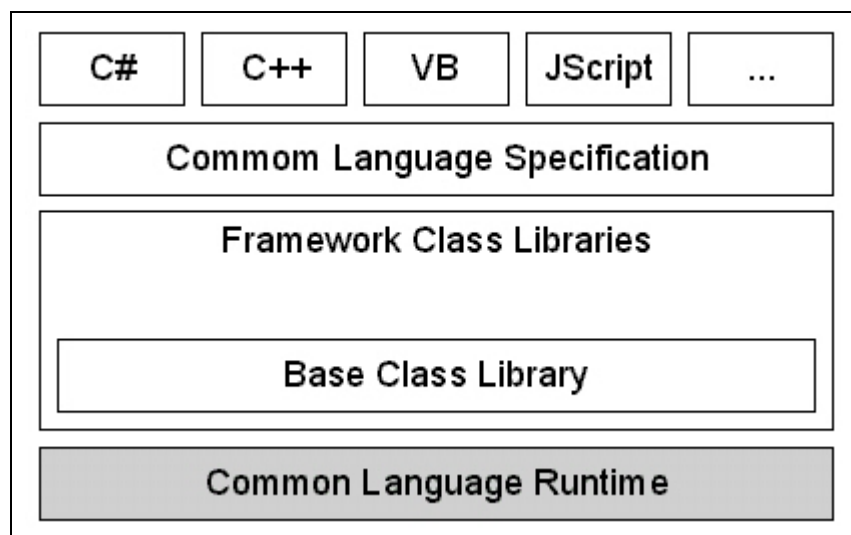 C# C++ VB JScript ...
Commom Language Specification
Framework Class Libraries
Base Class Library
Common Language Runtime